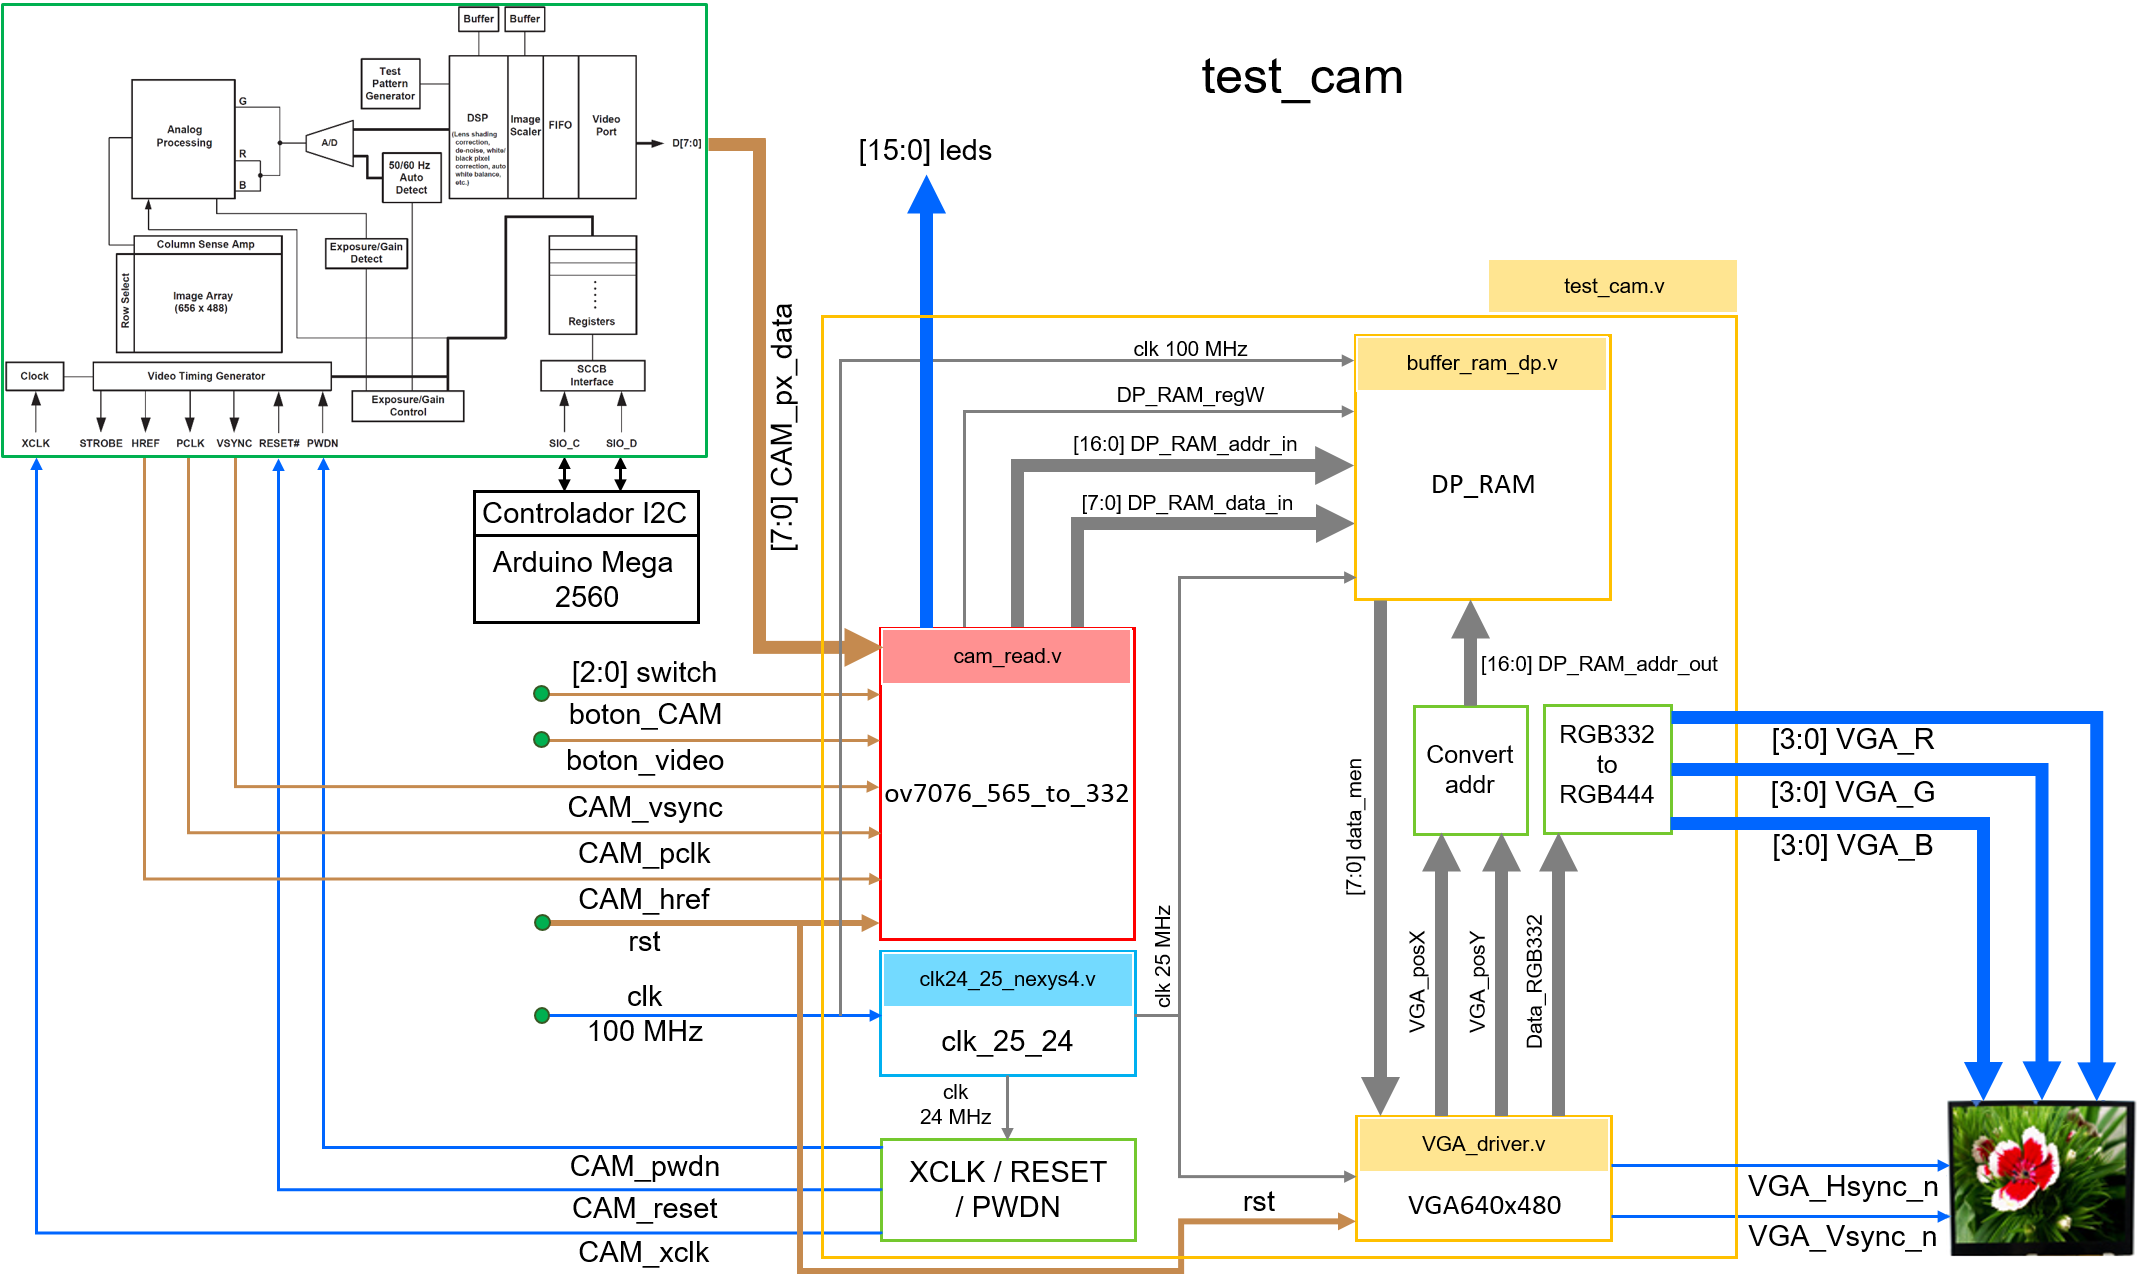 test_cam
Buffer
Buffer
Test
Pattern
Generator
DSP
(Lens shading
correction,
de-noise, white/
black pixel
correction, auto
white balance,
etc.)
Image
Scaler
FIFO
Video
Port
D[7:0]
Analog
Processing
G
R
B
A/D
50/60 Hz
Auto
Detect
Column Sense Amp
Row Select
Image Array
(656 x 488)
Exposure/Gain
Detect
Registers
Clock
Video Timing Generator
SCCB
Interface
Exposure/Gain
Control
XCLK
STROBE
HREF
PCLK
VSYNC
RESET#
PWDN
SIO_C
SIO_D
Controlador I2C
Arduino Mega
2560
[7:0] CAM_px_data
[15:0] leds
test_cam.v
clk 100 MHz
DP_RAM_regW
[16:0] DP_RAM_addr_in
[7:0] DP_RAM_data_in
buffer_ram_dp.v
DP_RAM
cam_read.v
ov7076_565_to_332
[2:0] switch
boton_CAM
boton_video
CAM_vsync
CAM_pclk
CAM_href
rst
clk
100 MHz
clk24_25_nexys4.v
clk_25_24
clk 25 MHz
clk
24 MHz
XCLK / RESET
/ PWDN
CAM_pwdn
CAM_reset
CAM_xclk
[16:0] DP_RAM_addr_out
[7:0] data_men
Convert
addr
RGB332
to
RGB444
VGA_posX
VGA_posY
Data_RGB332
[3:0] VGA_R
[3:0] VGA_G
[3:0] VGA_B
VGA_driver.v
VGA640x480
rst
VGA_Hsync_n
VGA_Vsync_n